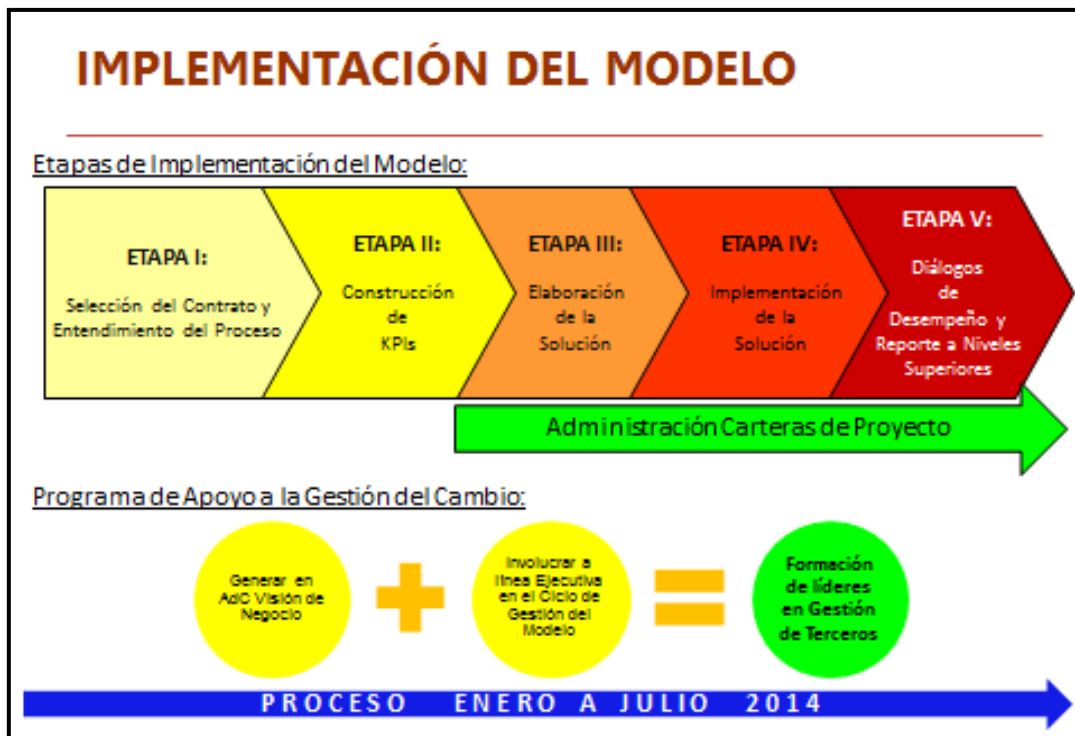 IMPLEMENTACIÓN DEL MODELO
Etapas de Implementación del Modelo:
ETAPA I:
Selección del Contrato y
Entendimiento del Proceso
ETAPA II:
Construcción
de
KPIs
ETAPA III:
Elaboración
de la
Solución
ETAPA IV:
Implementación
de la
Solución
ETAPA V:
Diálogos
de
Desempeño y
Reporte a Niveles
Superiores
Administración Carteras de Proyecto
Programa de Apoyo a la Gestión del Cambio:
Generar en
AdC Visión de
Negocio
Involucrar a
línea Ejecutiva
en el Ciclo de
Gestión del
Modelo
Formación
de líderes
en Gestión
de Terceros
PROCESO ENERO A JULIO 2014